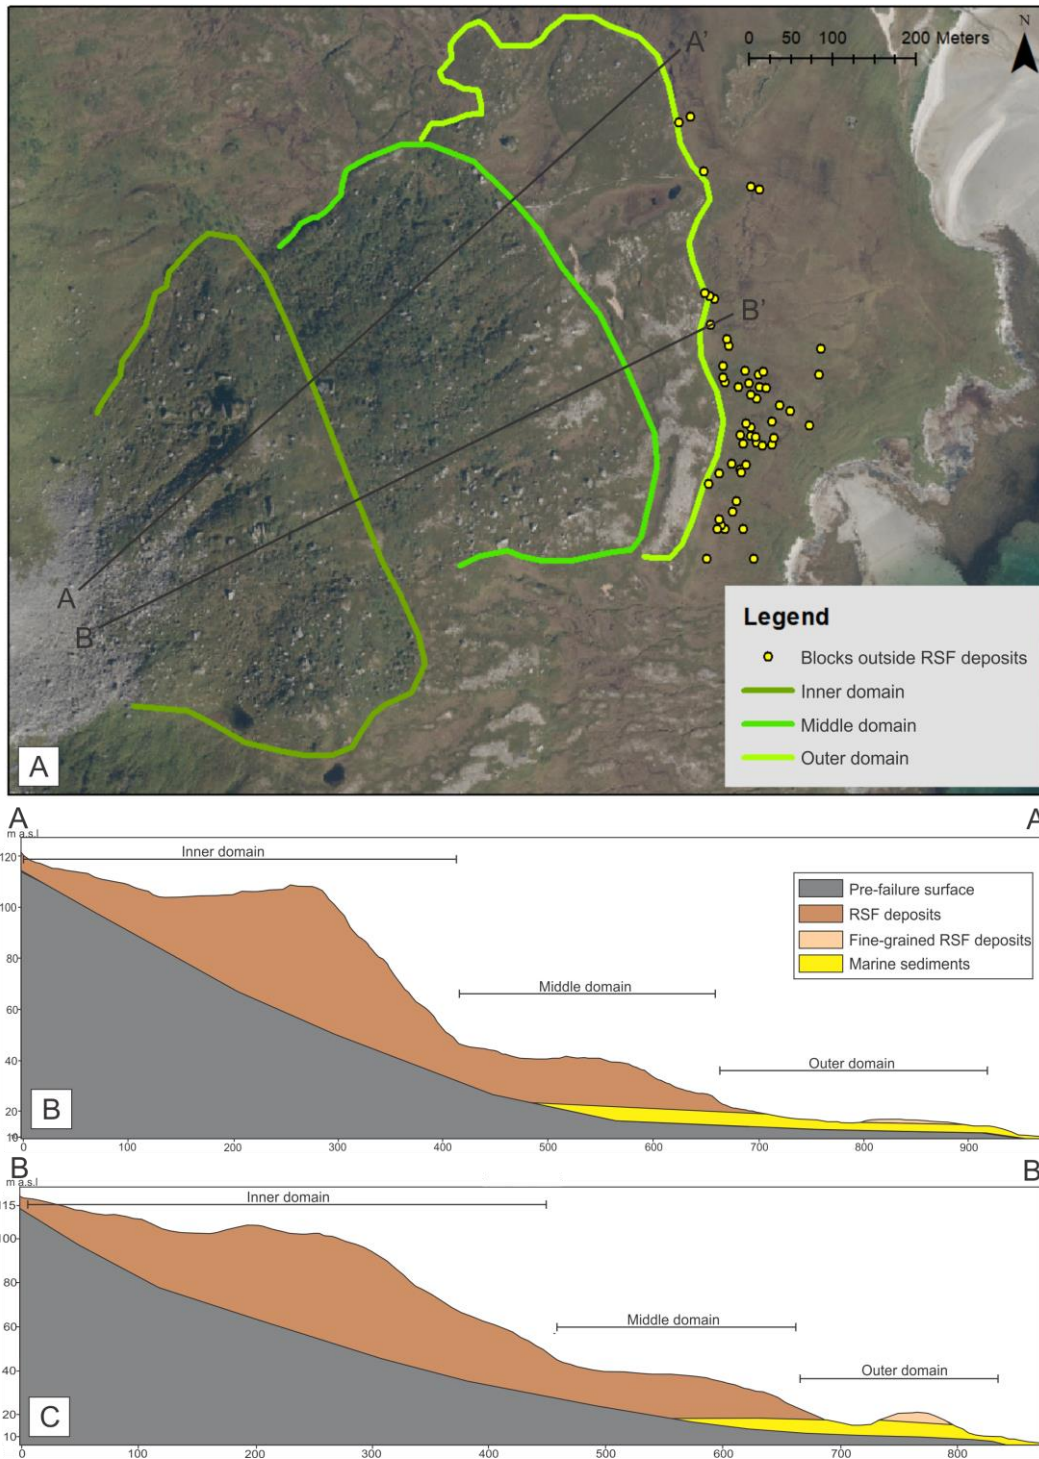 N
0 50 100 200 Meters
A'
B'
A
B
Legend
Blocks outside RSF deposits
Inner domain
Middle domain
Outer domain
A
A A
m a.s.l
Inner domain
120
100
80
60
40
20
10
Pre-failure surface
RSF deposits
Fine-grained RSF deposits
Marine sediments
Middle domain
Outer domain
B
0 100 200 300 400 500 600 700 800 900
B B
m a.s.l
Inner domain
115
100
80
60
40
20
10
Middle domain
Outer domain
C
0 100 200 300 400 500 600 700 800